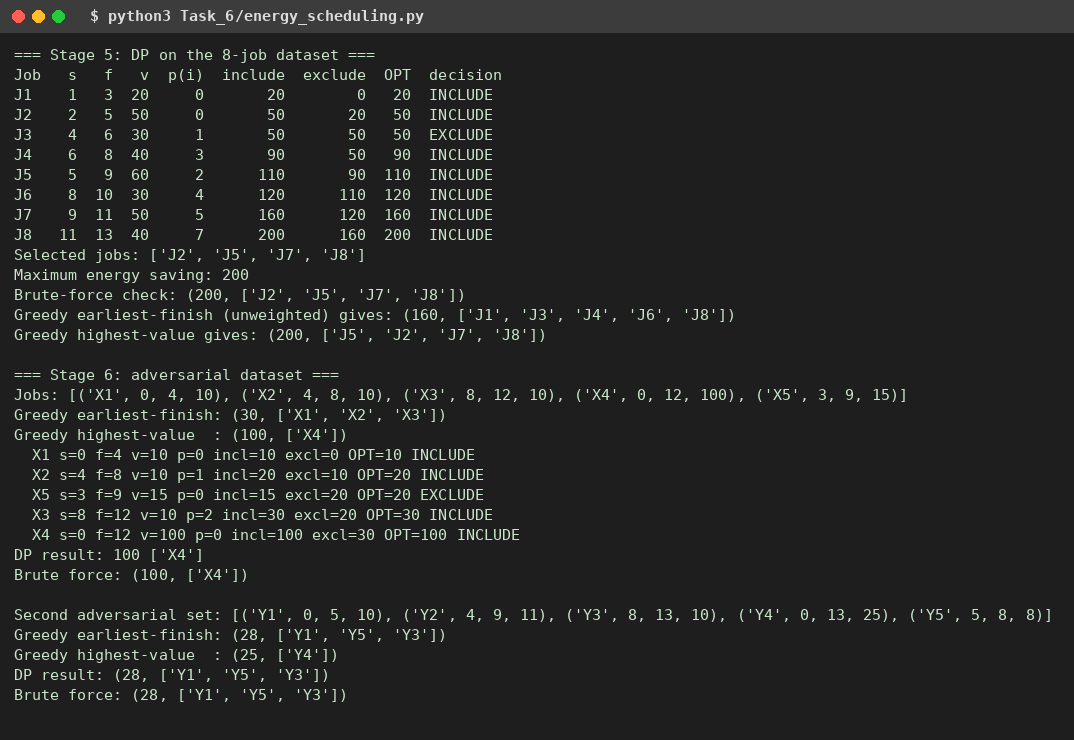 $ python3 Task_6/energy_scheduling.py
=== Stage 5: DP on the 8-job dataset ===
Job   s   f   v  p(i)  include  exclude  OPT  decision
J1    1   3  20     0       20        0   20  INCLUDE
J2    2   5  50     0       50       20   50  INCLUDE
J3    4   6  30     1       50       50   50  EXCLUDE
J4    6   8  40     3       90       50   90  INCLUDE
J5    5   9  60     2      110       90  110  INCLUDE
J6    8  10  30     4      120      110  120  INCLUDE
J7    9  11  50     5      160      120  160  INCLUDE
J8   11  13  40     7      200      160  200  INCLUDE
Selected jobs: ['J2', 'J5', 'J7', 'J8']
Maximum energy saving: 200
Brute-force check: (200, ['J2', 'J5', 'J7', 'J8'])
Greedy earliest-finish (unweighted) gives: (160, ['J1', 'J3', 'J4', 'J6', 'J8'])
Greedy highest-value gives: (200, ['J5', 'J2', 'J7', 'J8'])

=== Stage 6: adversarial dataset ===
Jobs: [('X1', 0, 4, 10), ('X2', 4, 8, 10), ('X3', 8, 12, 10), ('X4', 0, 12, 100), ('X5', 3, 9, 15)]
Greedy earliest-finish: (30, ['X1', 'X2', 'X3'])
Greedy highest-value  : (100, ['X4'])
  X1 s=0 f=4 v=10 p=0 incl=10 excl=0 OPT=10 INCLUDE
  X2 s=4 f=8 v=10 p=1 incl=20 excl=10 OPT=20 INCLUDE
  X5 s=3 f=9 v=15 p=0 incl=15 excl=20 OPT=20 EXCLUDE
  X3 s=8 f=12 v=10 p=2 incl=30 excl=20 OPT=30 INCLUDE
  X4 s=0 f=12 v=100 p=0 incl=100 excl=30 OPT=100 INCLUDE
DP result: 100 ['X4']
Brute force: (100, ['X4'])

Second adversarial set: [('Y1', 0, 5, 10), ('Y2', 4, 9, 11), ('Y3', 8, 13, 10), ('Y4', 0, 13, 25), ('Y5', 5, 8, 8)]
Greedy earliest-finish: (28, ['Y1', 'Y5', 'Y3'])
Greedy highest-value  : (25, ['Y4'])
DP result: (28, ['Y1', 'Y5', 'Y3'])
Brute force: (28, ['Y1', 'Y5', 'Y3'])